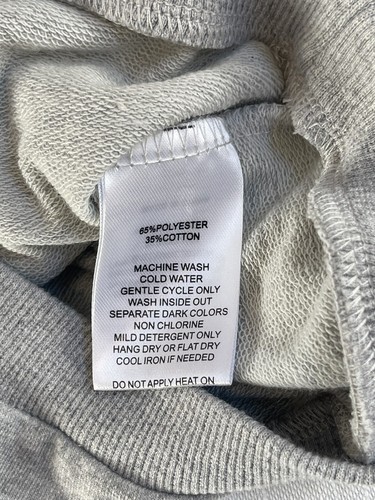 65%POLYESTER
35%COTTON
MACHINE WASH
COLD WATER
GENTLE CYCLE ONLY
WASH INSIDE OUT
SEPARATE DARK COLORS
NON CHLORINE
MILD DETERGENT ONLY
HANG DRY OR FLAT DRY
COOL IRON IF NEEDED
DO NOT APPLY HEAT ON